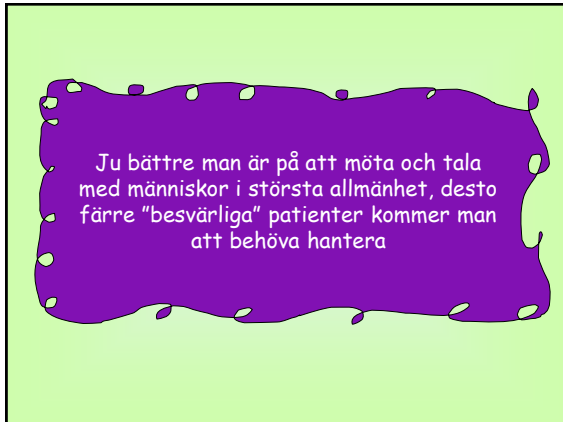 Ju bättre man är på att möta och tala
med människor i största allmänhet, desto
färre ”besvärliga” patienter kommer man
att behöva hantera